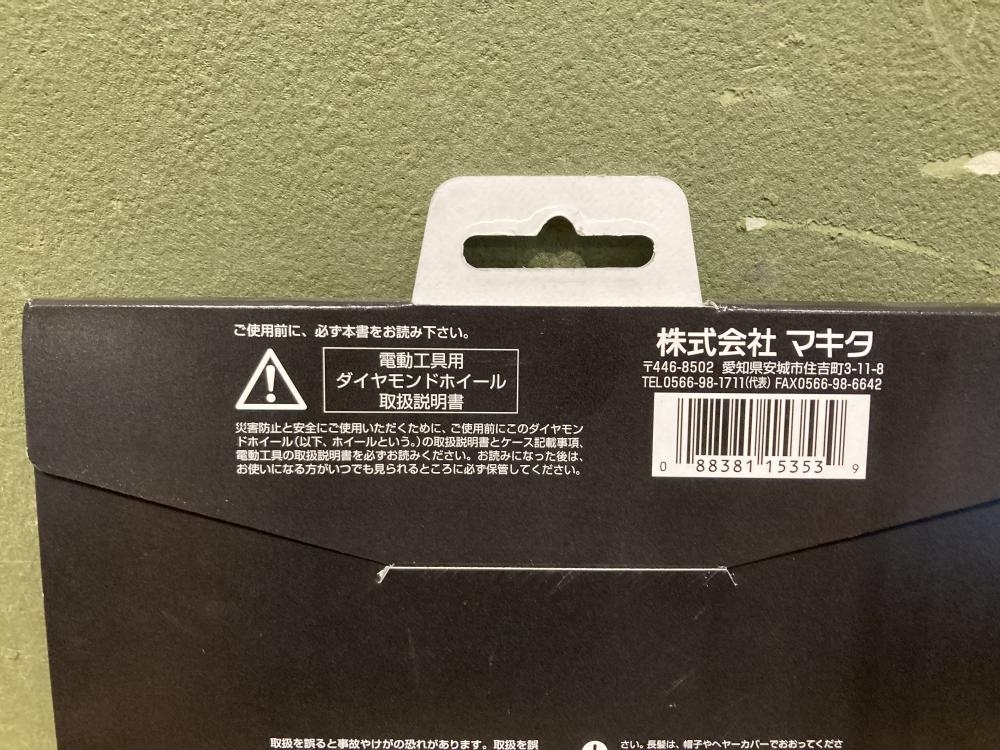 ご使用前に、必ず本書をお読み下さい。
電動工具用
ダイヤモンドホイール
取扱説明書
災害防止と安全にご使用いただくために、ご使用前にこのダイヤモン
ドホイール(以下、ホイールという。)の取扱説明書とケース記載事項、
電動工具の取扱説明書を必ずお読みください。お読みになった後は、
お使いになる方がいつでも見られるところに必ず保管してください。
株式会社 マキタ
〒446-8502 愛知県安城市住吉町3-11-8
TEL0566-98-1711(代表) FAX0566-98-6642
0 88381 15353 9
取扱を誤ると事故やけがの恐れがあります。取扱を誤
さい。長髪は、帽子やヘヤーカバーでおおってくださ